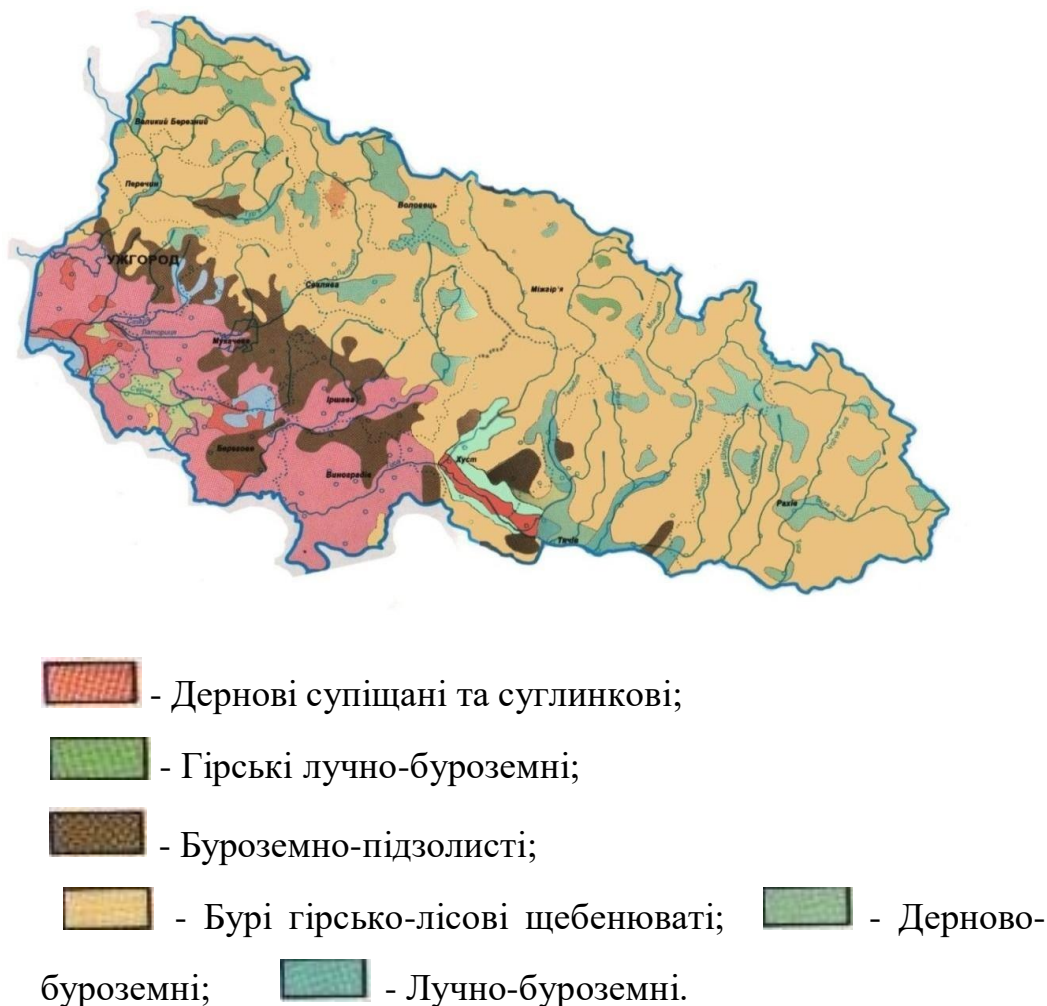 Великий Березний
Перечин
Воловець
УЖГОРОД
Свалява
Міжгір'я
Мукачево
Іршава
Берегове
Виноградів
Хуст
Рахів
Тячів
- Дернові супіщані та суглинкові;
- Гірські лучно-буроземні;
- Буроземно-підзолисті;
- Бурі гірсько-лісові щебенюваті; - Дерново-
буроземні; - Лучно-буроземні.